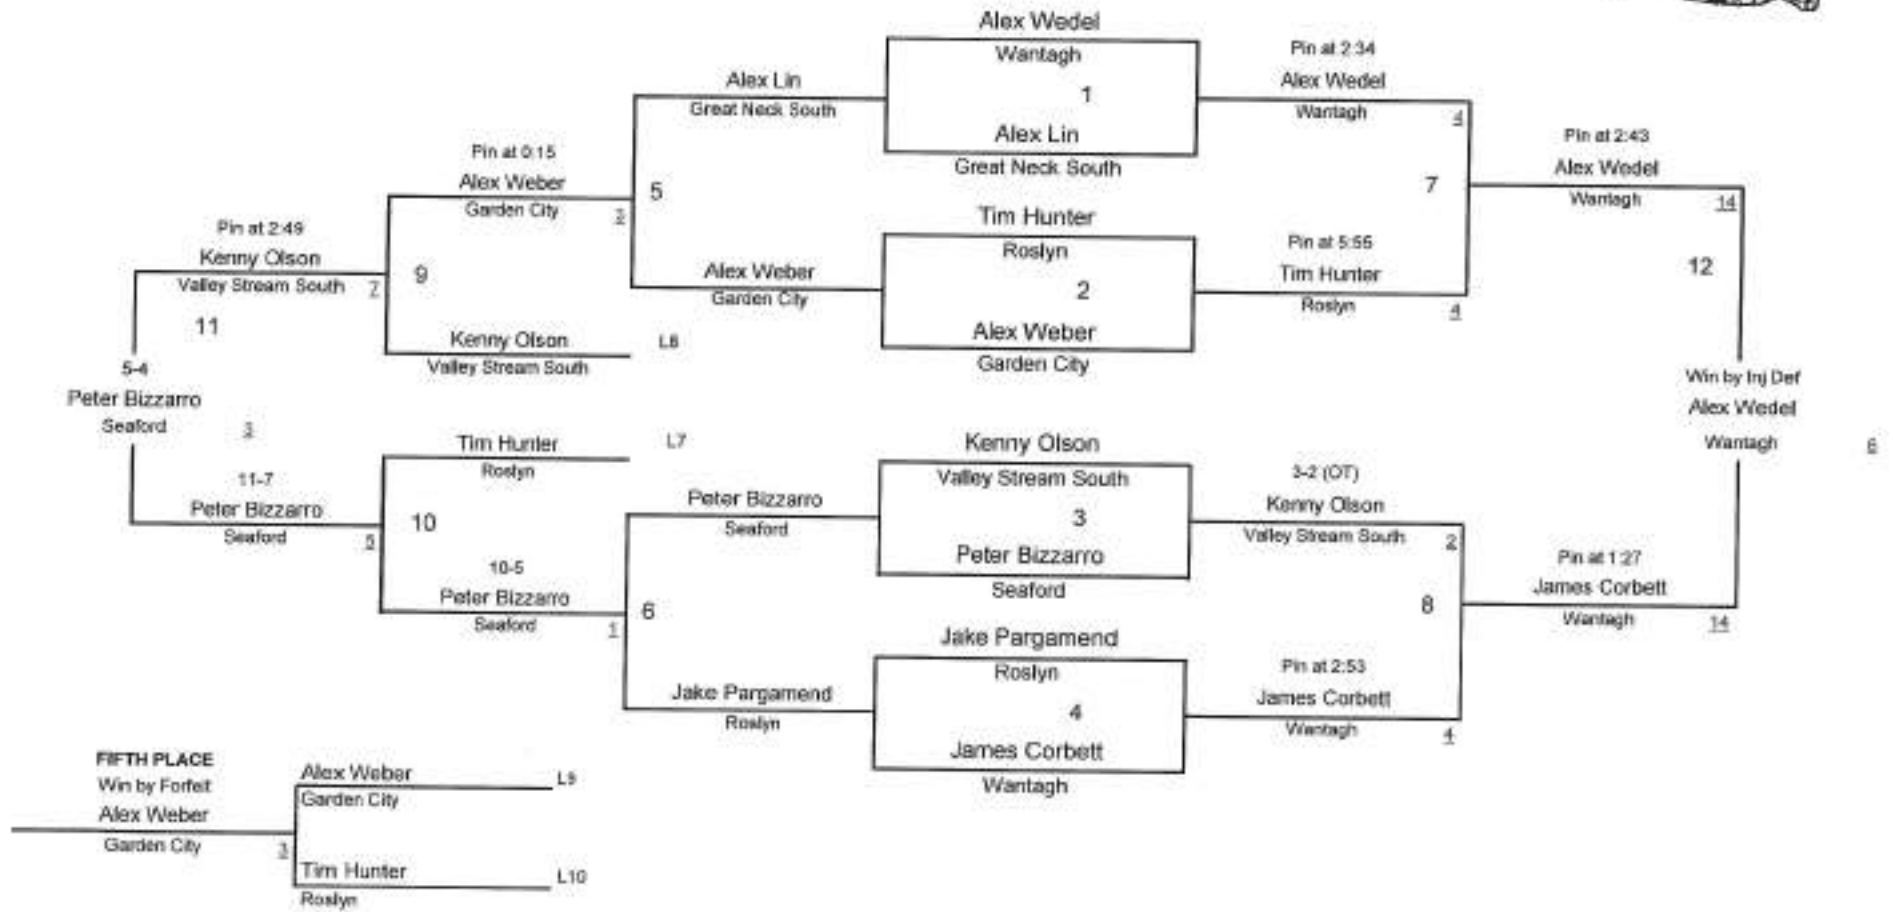 Alex Wedel
Wantagh
1
Alex Lin
Great Neck South
Tim Hunter
Roslyn
2
Alex Weber
Garden City
Kenny Olson
Valley Stream South
3
Peter Bizzarro
Seaford
Jake Pargamend
Roslyn
4
James Corbett
Wantagh
Pin at 2:34
Alex Wedel
Wantagh
4
7
Pin at 5:55
Tim Hunter
Roslyn
4
3-2 (OT)
Kenny Olson
Valley Stream South
2
8
Pin at 2:53
James Corbett
Wantagh
4
Pin at 2:43
Alex Wedel
Wantagh
14
12
Pin at 1:27
James Corbett
Wantagh
14
Win by Inj Def
Alex Wedel
Wantagh
6
Alex Lin
Great Neck South
5
Alex Weber
Garden City
Peter Bizzarro
Seaford
6
Jake Pargamend
Roslyn
Pin at 0:15
Alex Weber
Garden City
9
Kenny Olson
Valley Stream South
L8
Tim Hunter
Roslyn
L7
10
10-5
Peter Bizzarro
Seaford
1
Pin at 2:49
Kenny Olson
Valley Stream South
7
11
11-7
Peter Bizzarro
Seaford
5-4
Peter Bizzarro
Seaford
3
FIFTH PLACE
Win by Forfeit
Alex Weber
Garden City
3
Alex Weber
Garden City
L9
Tim Hunter
Roslyn
L10